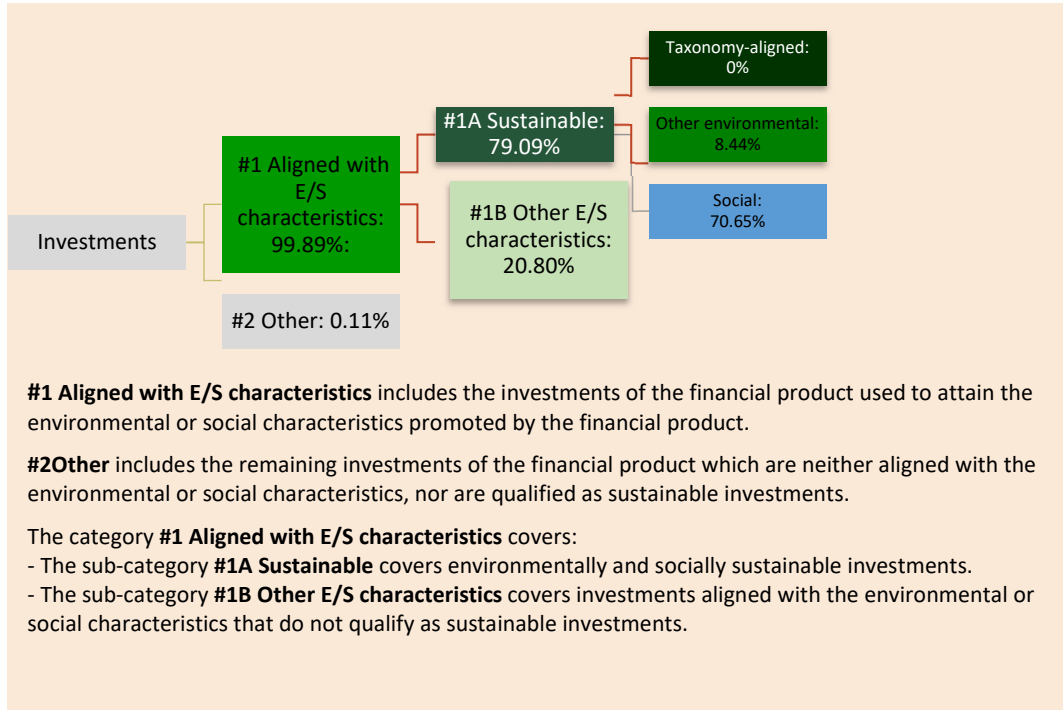 Taxonomy-aligned:
0%
#1A Sustainable:
79.09%
Other environmental:
8.44%
#1 Aligned with
E/S
characteristics:
99.89%:
Social:
70.65%
#1B Other E/S
characteristics:
20.80%
Investments
#2 Other: 0.11%
#1 Aligned with E/S characteristics includes the investments of the financial product used to attain the
environmental or social characteristics promoted by the financial product.
#2Other includes the remaining investments of the financial product which are neither aligned with the
environmental or social characteristics, nor are qualified as sustainable investments.
The category #1 Aligned with E/S characteristics covers:
- The sub-category #1A Sustainable covers environmentally and socially sustainable investments.
- The sub-category #1B Other E/S characteristics covers investments aligned with the environmental or
social characteristics that do not qualify as sustainable investments.